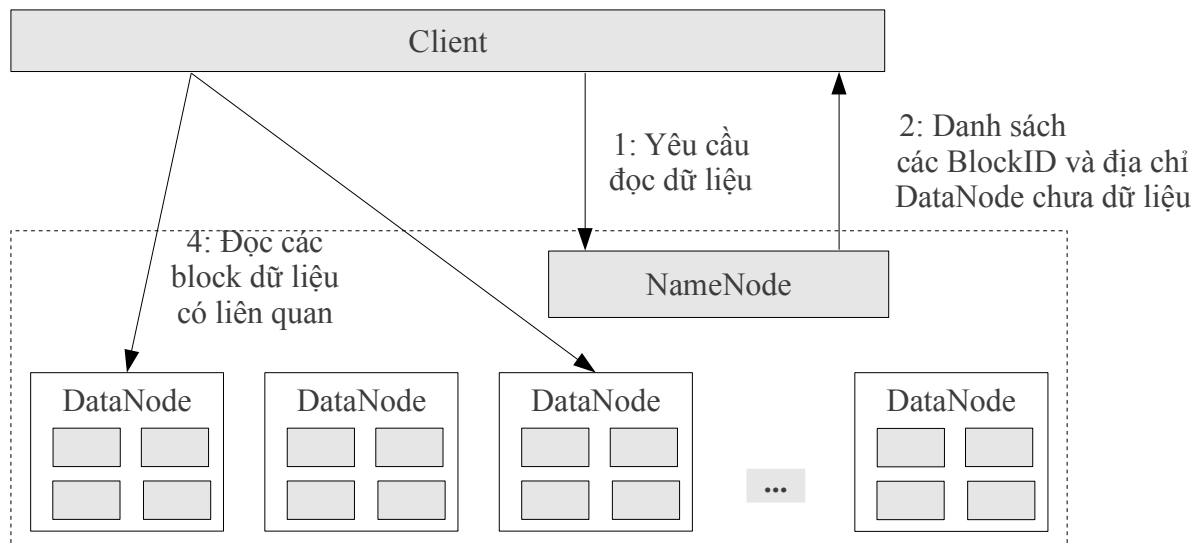 Client
1: Yêu cầu
đọc dữ liệu
2: Danh sách
các BlockID và địa chỉ
DataNode chưa dữ liệu
4: Đọc các
block dữ liệu
có liên quan
NameNode
DataNode
DataNode
DataNode
...
DataNode